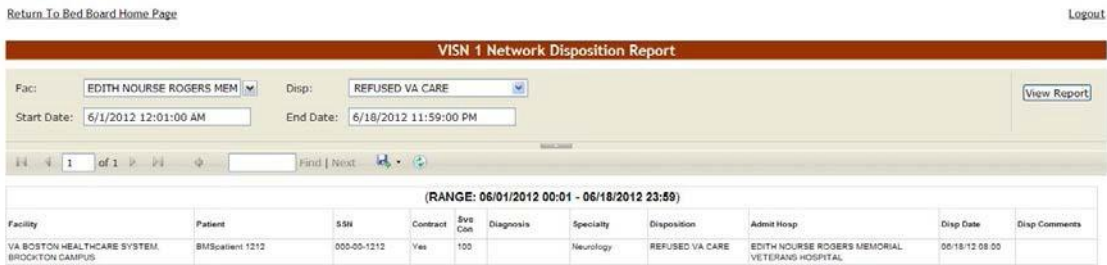 Return To Bed Board Home Page Logout
VISN 1 Network Disposition Report
Fac: EDITH NOURSE ROGERS MEM Disp: REFUSED VA CARE View Report
Start Date: 6/1/2012 12:01:00 AM End Date: 6/18/2012 11:59:00 PM
1 of 1 Find | Next
(RANGE: 06/01/2012 00:01 - 06/18/2012 23:59)
Facility Patient SSN Contract Svc Con Diagnosis Specialty Disposition Admit Hosp Disp Date Disp Comments
VA BOSTON HEALTHCARE SYSTEM, BMSpatient 1212 000-00-1212 Yes 100 Neurology REFUSED VA CARE EDITH NOURSE ROGERS MEMORIAL 06/18/12 08:00
BROCKTON CAMPUS VETERANS HOSPITAL